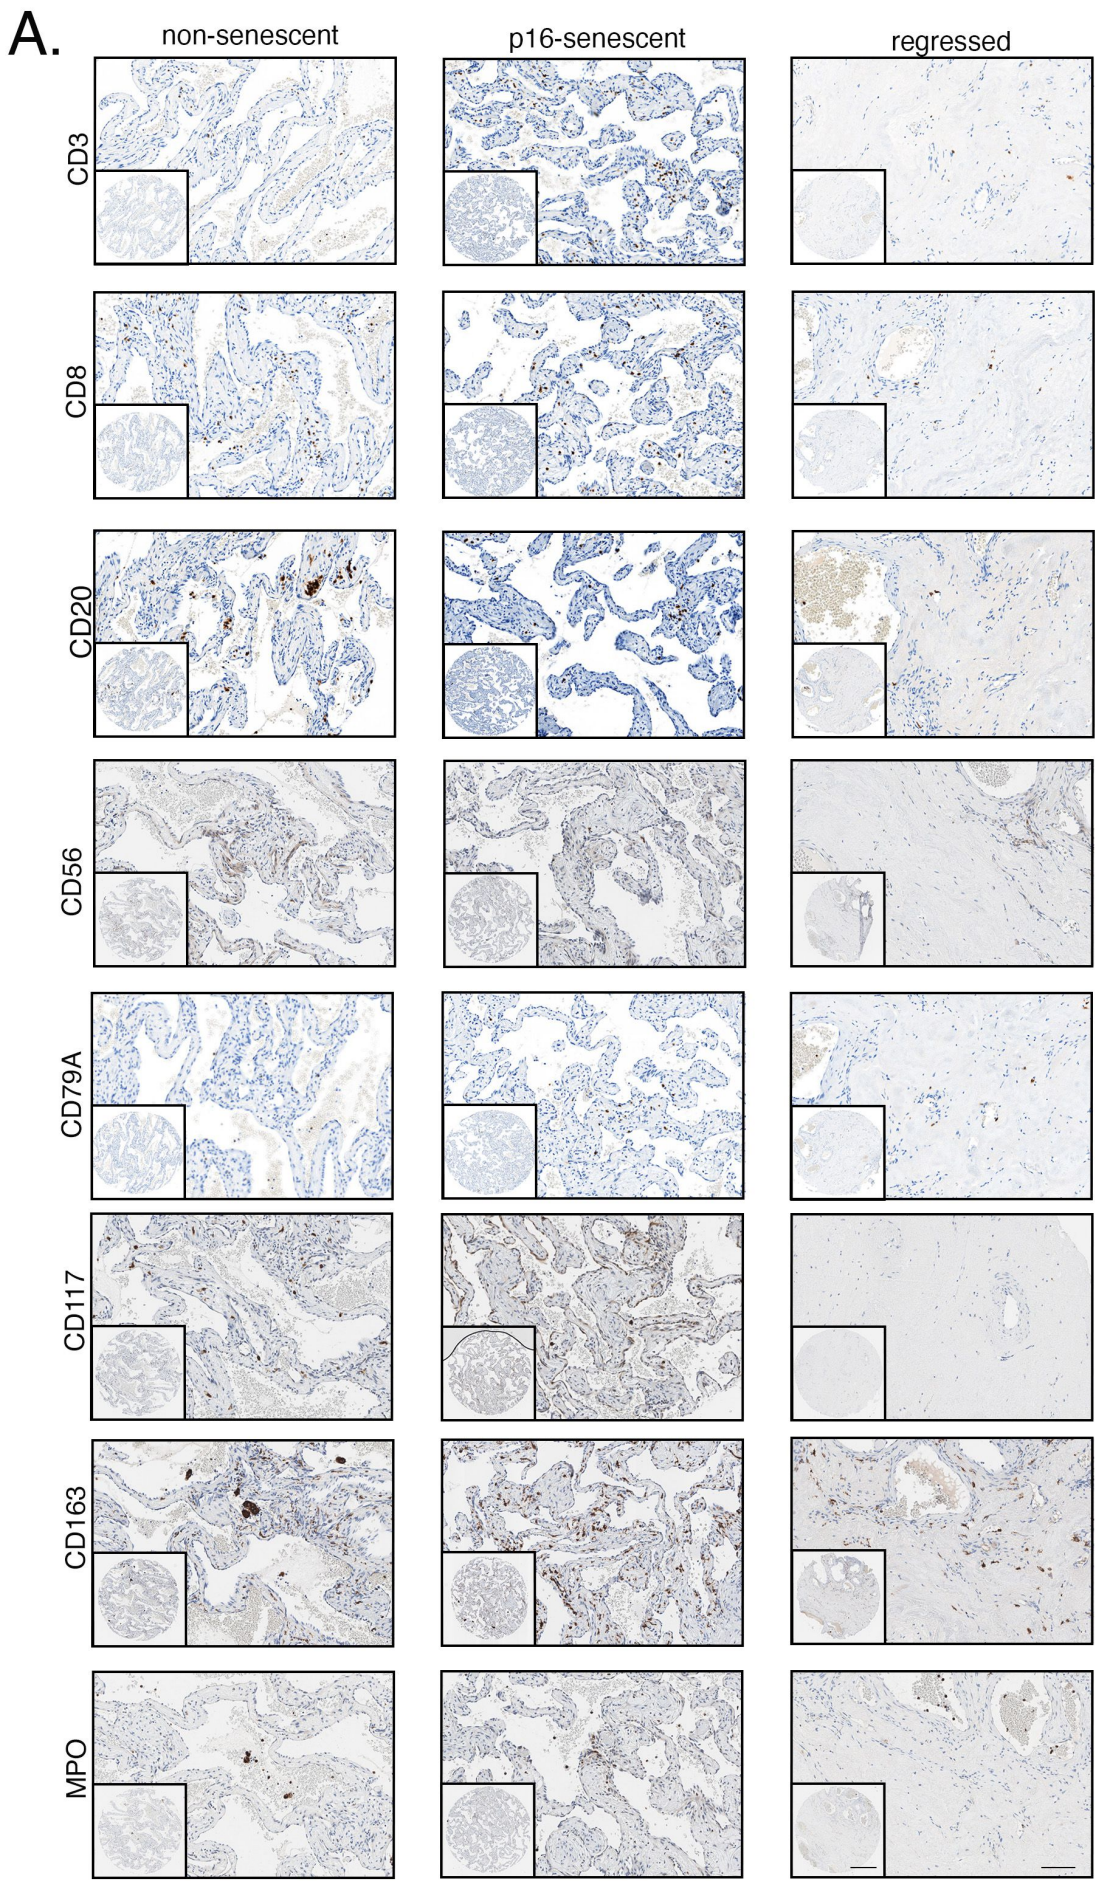 A.
non-senescent p16-senescent regressed
CD3
CD8
CD20
CD56
CD79A
CD117
CD163
MPO